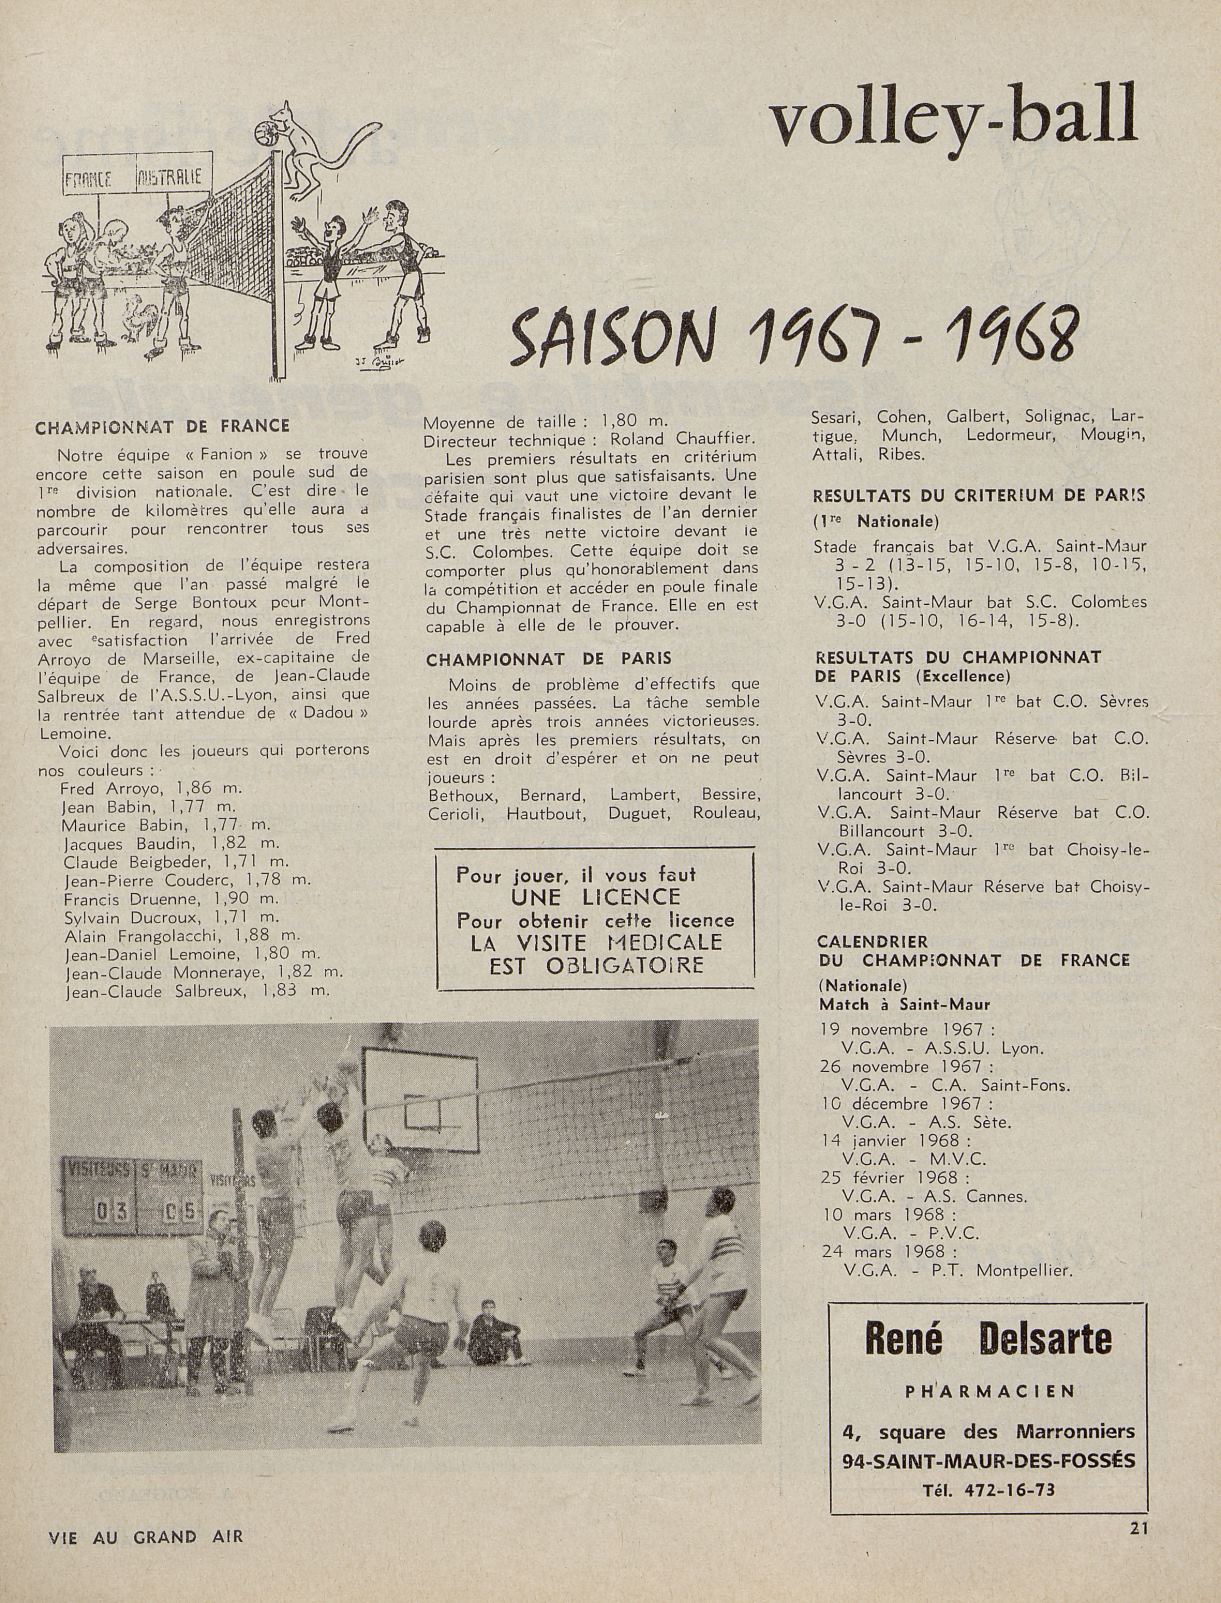 volley-ball
FRANCE AUSTRALIE
SAISON 1967 - 1968
CHAMPIONNAT DE FRANCE
Notre équipe « Fanion » se trouve
encore cette saison en poule sud de
1re division nationale. C'est dire le
nombre de kilomètres qu'elle aura à
parcourir pour rencontrer tous ses
adversaires.
La composition de l'équipe restera
la même que l'an passé malgré le
départ de Serge Bontoux pour Mont-
pellier. En regard, nous enregistrons
avec esatisfaction l'arrivée de Fred
Arroyo de Marseille, ex-capitaine de
l'équipe de France, de Jean-Claude
Salbreux de l'A.S.S.U.-Lyon, ainsi que
la rentrée tant attendue de « Dadou »
Lemoine.
Voici donc les joueurs qui porterons
nos couleurs :
Fred Arroyo, 1,86 m.
Jean Babin, 1,77 m.
Maurice Babin, 1,77 m.
Jacques Baudin, 1,82 m.
Claude Beigbeder, 1,71 m.
Jean-Pierre Couderc, 1,78 m.
Francis Druenne, 1,90 m.
Sylvain Ducroux, 1,71 m.
Alain Frangolacchi, 1,88 m.
Jean-Daniel Lemoine, 1,80 m.
Jean-Claude Monneraye, 1,82 m.
Jean-Claude Salbreux, 1,83 m.
Moyenne de taille : 1,80 m.
Directeur technique : Roland Chauffier.
Les premiers résultats en critérium
parisien sont plus que satisfaisants. Une
défaite qui vaut une victoire devant le
Stade français finalistes de l'an dernier
et une très nette victoire devant le
S.C. Colombes. Cette équipe doit se
comporter plus qu'honorablement dans
la compétition et accéder en poule finale
du Championnat de France. Elle en est
capable à elle de le prouver.
CHAMPIONNAT DE PARIS
Moins de problème d'effectifs que
les années passées. La tâche semble
lourde après trois années victorieuses.
Mais après les premiers résultats, on
est en droit d'espérer et on ne peut
joueurs :
Bethoux, Bernard, Lambert, Bessire,
Cerioli, Hautbout, Duguet, Rouleau,
Pour jouer, il vous faut
UNE LICENCE
Pour obtenir cette licence
LA VISITE MEDICALE
EST OBLIGATOIRE
Sesari, Cohen, Galbert, Solignac, Lar-
tigue, Munch, Ledormeur, Mougin,
Attali, Ribes.
RESULTATS DU CRITERIUM DE PARIS
(1re Nationale)
Stade français bat V.G.A. Saint-Maur
3 - 2 (13-15, 15-10, 15-8, 10-15,
15-13).
V.G.A. Saint-Maur bat S.C. Colombes
3-0 (15-10, 16-14, 15-8).
RESULTATS DU CHAMPIONNAT
DE PARIS (Excellence)
V.G.A. Saint-Maur 1re bat C.O. Sèvres
3-0.
V.G.A. Saint-Maur Réserve bat C.O.
Sèvres 3-0.
V.G.A. Saint-Maur 1re bat C.O. Bil-
lancourt 3-0.
V.G.A. Saint-Maur Réserve bat C.O.
Billancourt 3-0.
V.G.A. Saint-Maur 1re bat Choisy-le-
Roi 3-0.
V.G.A. Saint-Maur Réserve bat Choisy-
le-Roi 3-0.
CALENDRIER
DU CHAMPIONNAT DE FRANCE
(Nationale)
Match à Saint-Maur
19 novembre 1967 :
V.G.A. - A.S.S.U. Lyon.
26 novembre 1967 :
V.G.A. - C.A. Saint-Fons.
10 décembre 1967 :
V.G.A. - A.S. Sète.
14 janvier 1968 :
V.G.A. - M.V.C.
25 février 1968 :
V.G.A. - A.S. Cannes.
10 mars 1968 :
V.G.A. - P.V.C.
24 mars 1968 :
V.G.A. - P.T. Montpellier.
VISITEURS ST MAUR
VISITEURS
03 05
René Delsarte
PHARMACIEN
4, square des Marronniers
94-SAINT-MAUR-DES-FOSSÉS
Tél. 472-16-73
VIE AU GRAND AIR
21